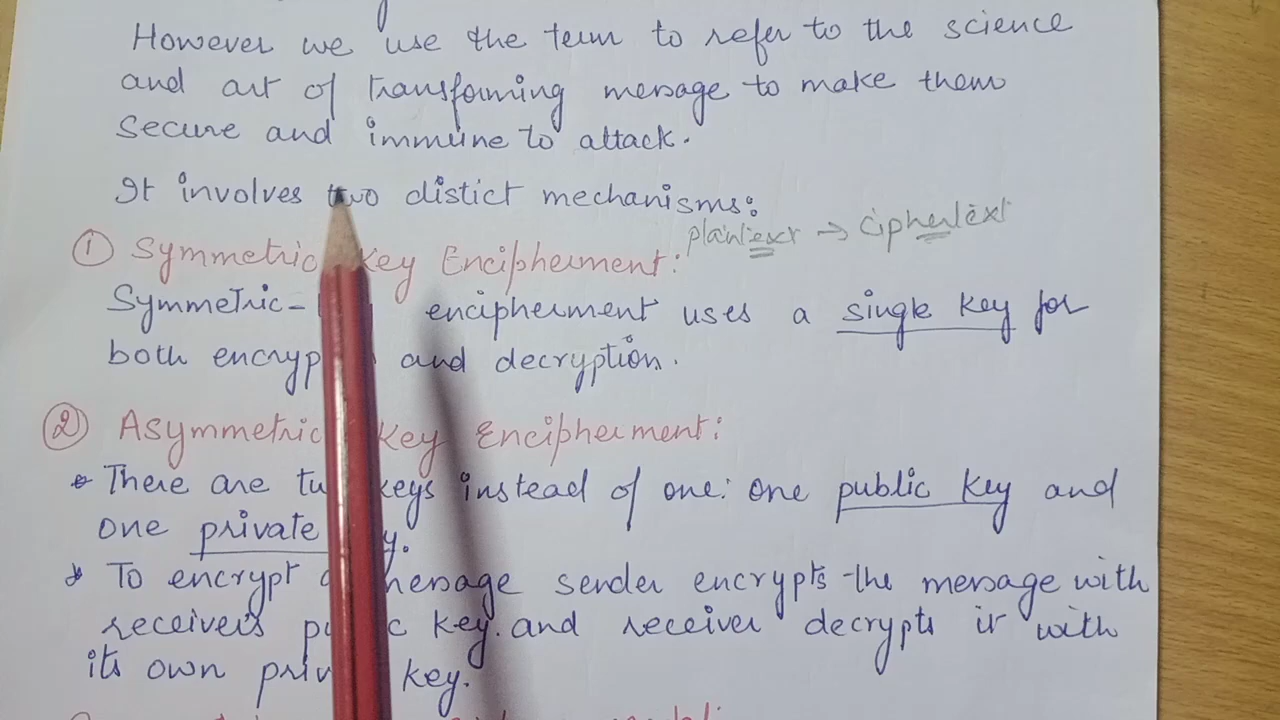 However we use the term to refer to the science
and art of transforming message to make them
secure and immune to attack.
It involves two distict mechanisms:
plaintext → ciphertext
① Symmetric Key Encipherment:
Symmetric- encipherment uses a single key for
both encryp and decryption.
② Asymmetric Key Encipherment:
* There are keys instead of one: one public key and
one private
* To encrypt message sender encrypts the message with
receiver's key. and receiver decrypts it with
its own key.